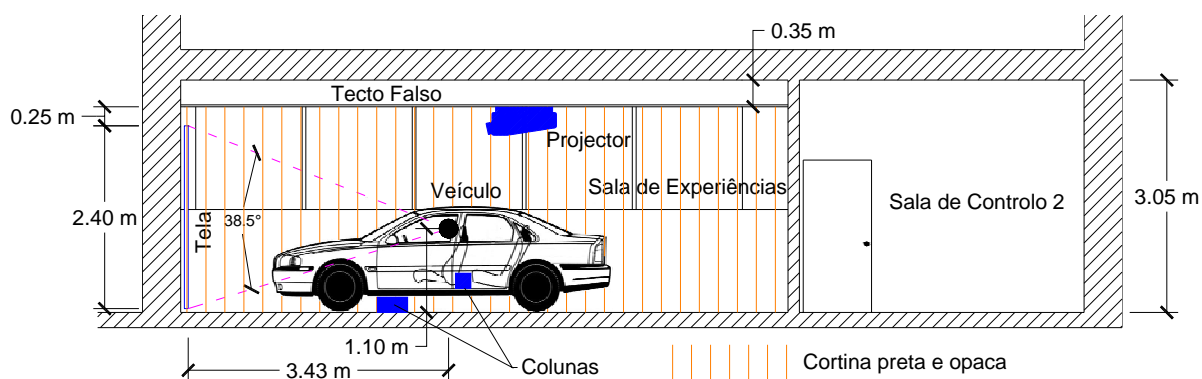 0.35 m
Tecto Falso
0.25 m
Projector
Veículo
Sala de Experiências
Sala de Controlo 2
3.05 m
2.40 m
Tela
38.5°
1.10 m
3.43 m
Colunas
Cortina preta e opaca